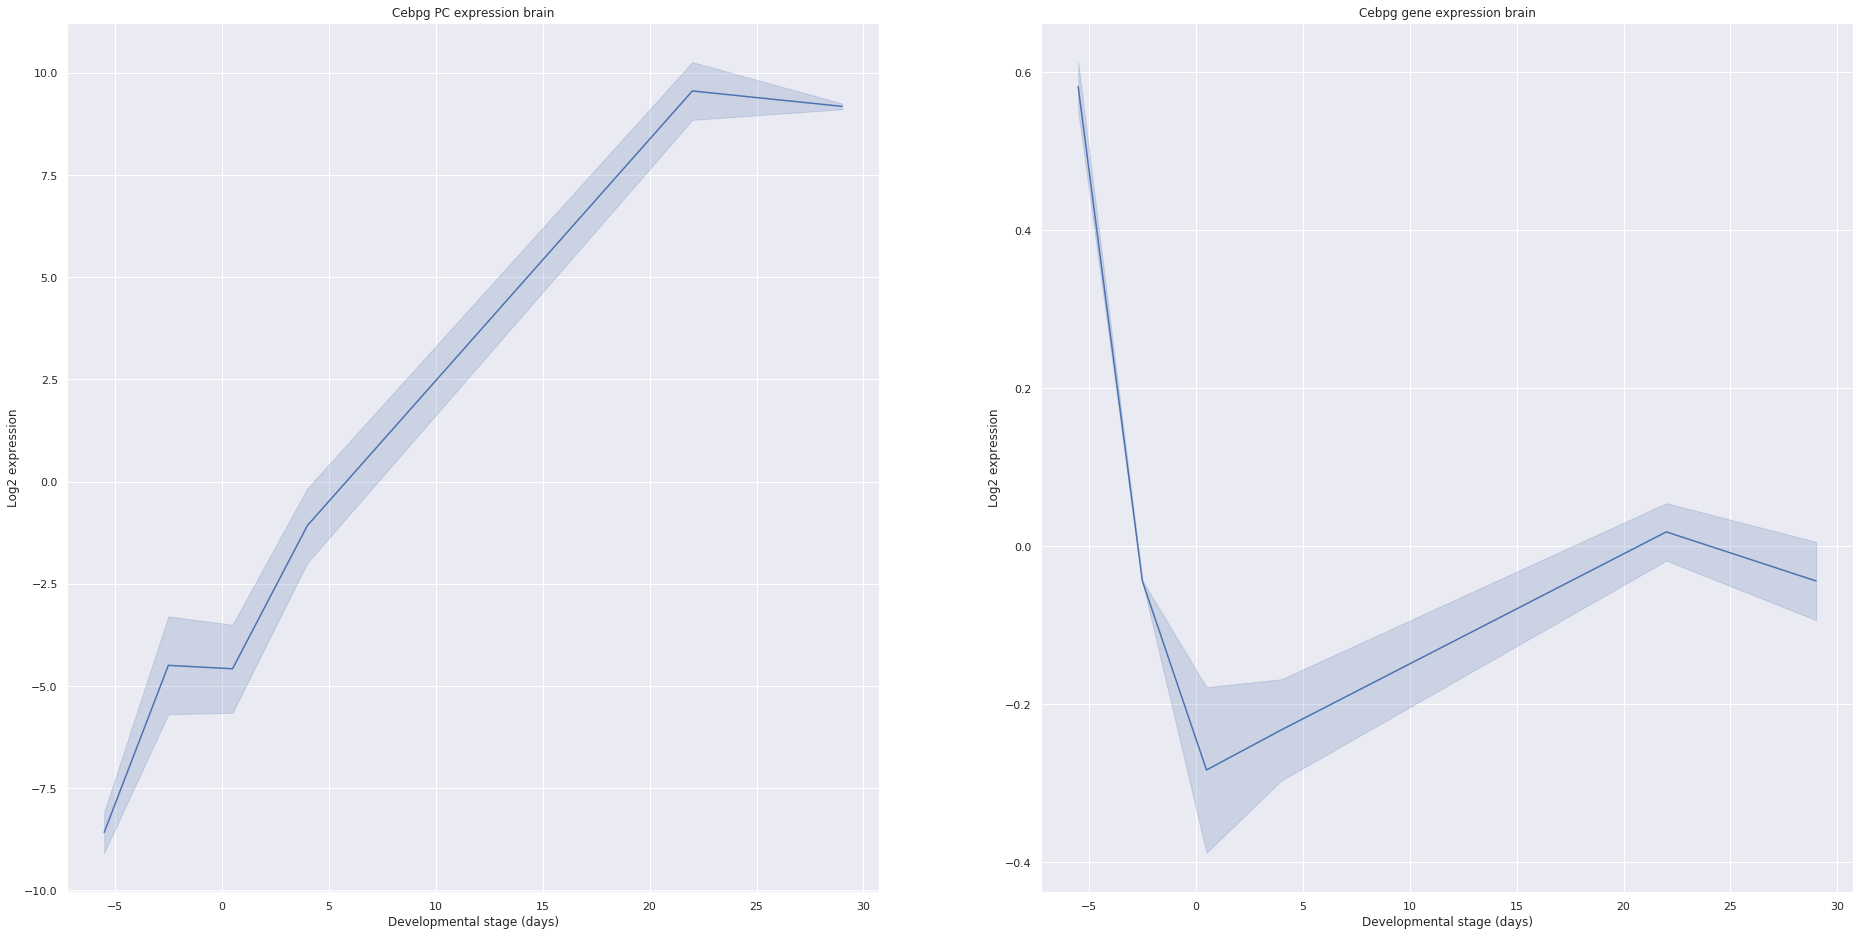 Cebpg PC expression brain
10.0
7.5
5.0
2.5
0.0
−2.5
−5.0
−7.5
−10.0
Log2 expression
−5 0 5 10 15 20 25 30
Developmental stage (days)
Cebpg gene expression brain
0.6
0.4
0.2
0.0
−0.2
−0.4
Log2 expression
−5 0 5 10 15 20 25 30
Developmental stage (days)